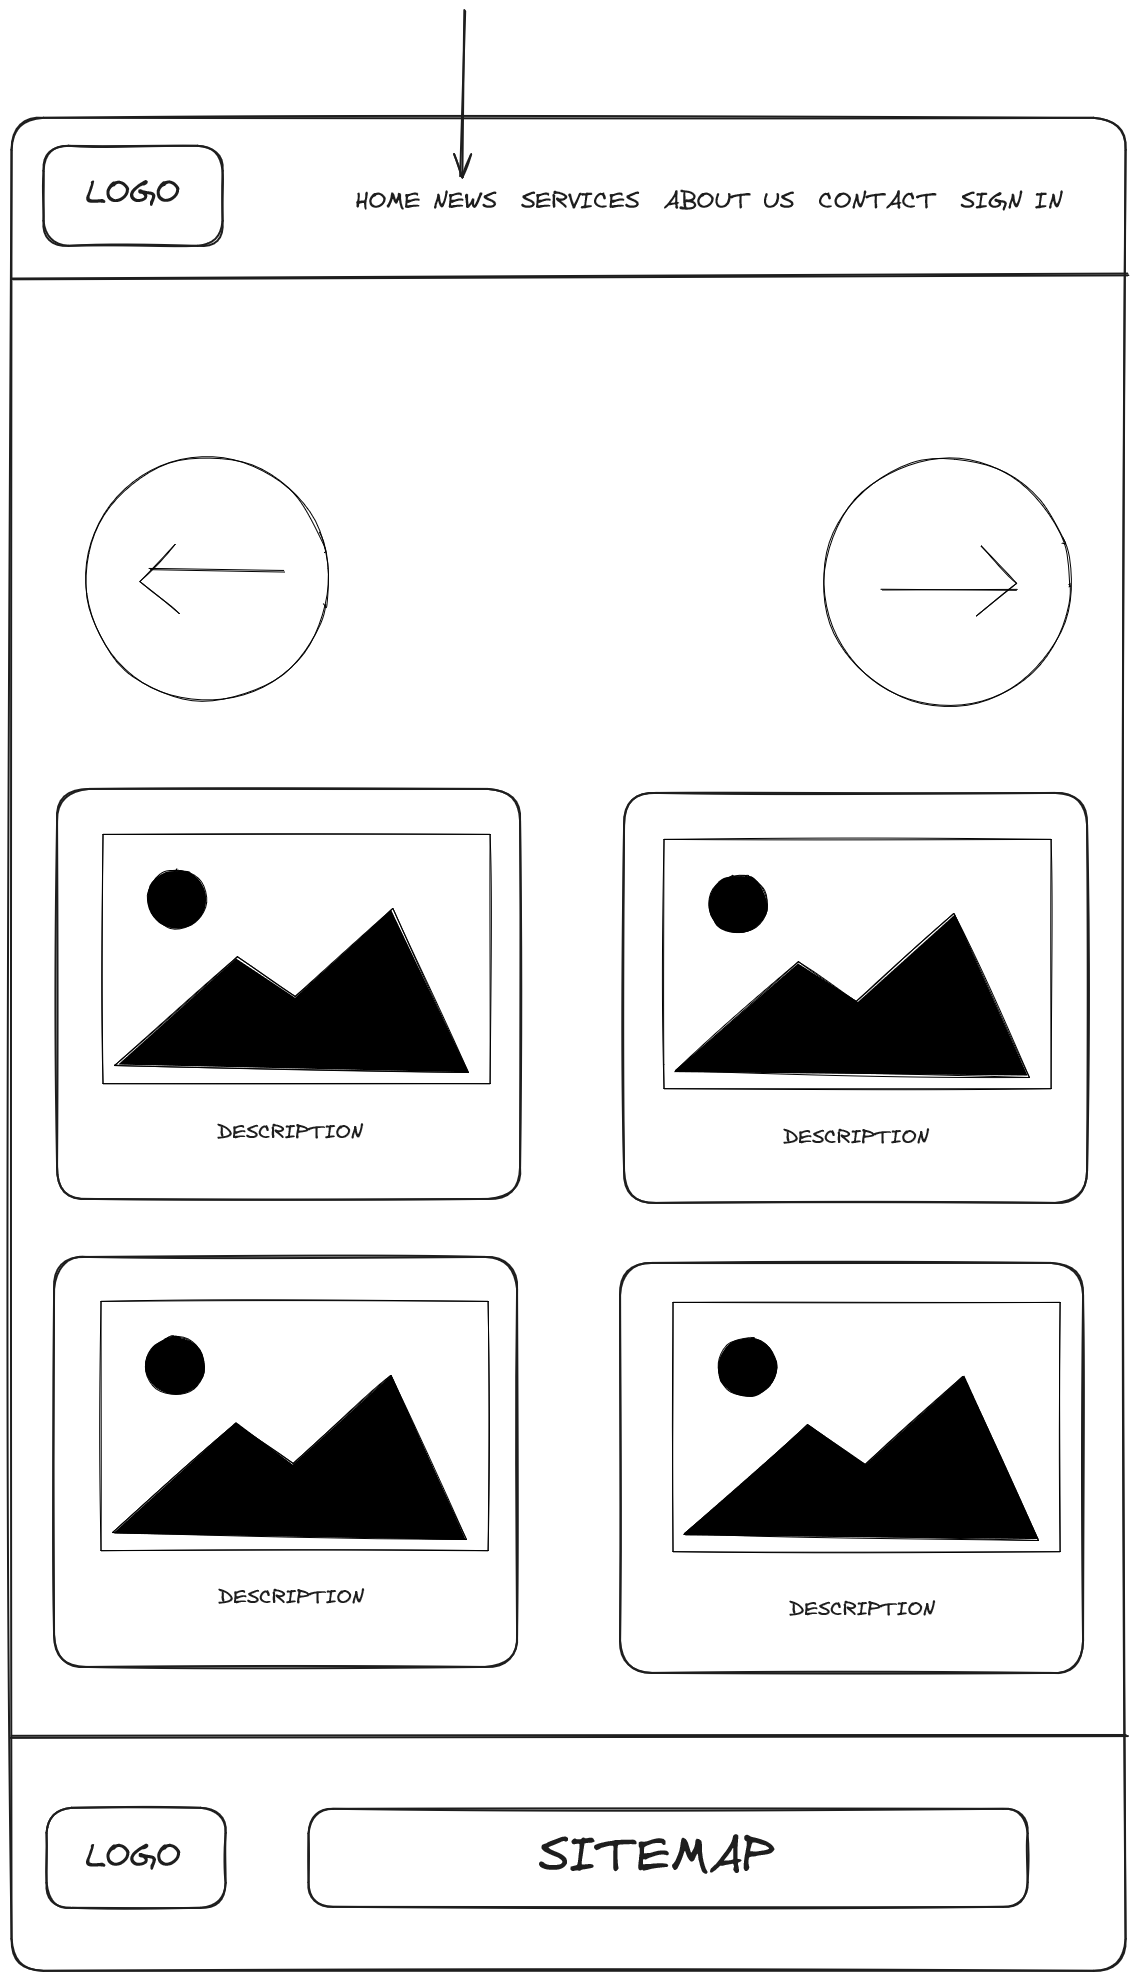 LOGO
HOME NEWS SERVICES ABOUT US CONTACT SIGN IN
DESCRIPTION
DESCRIPTION
DESCRIPTION
DESCRIPTION
LOGO
SITEMAP